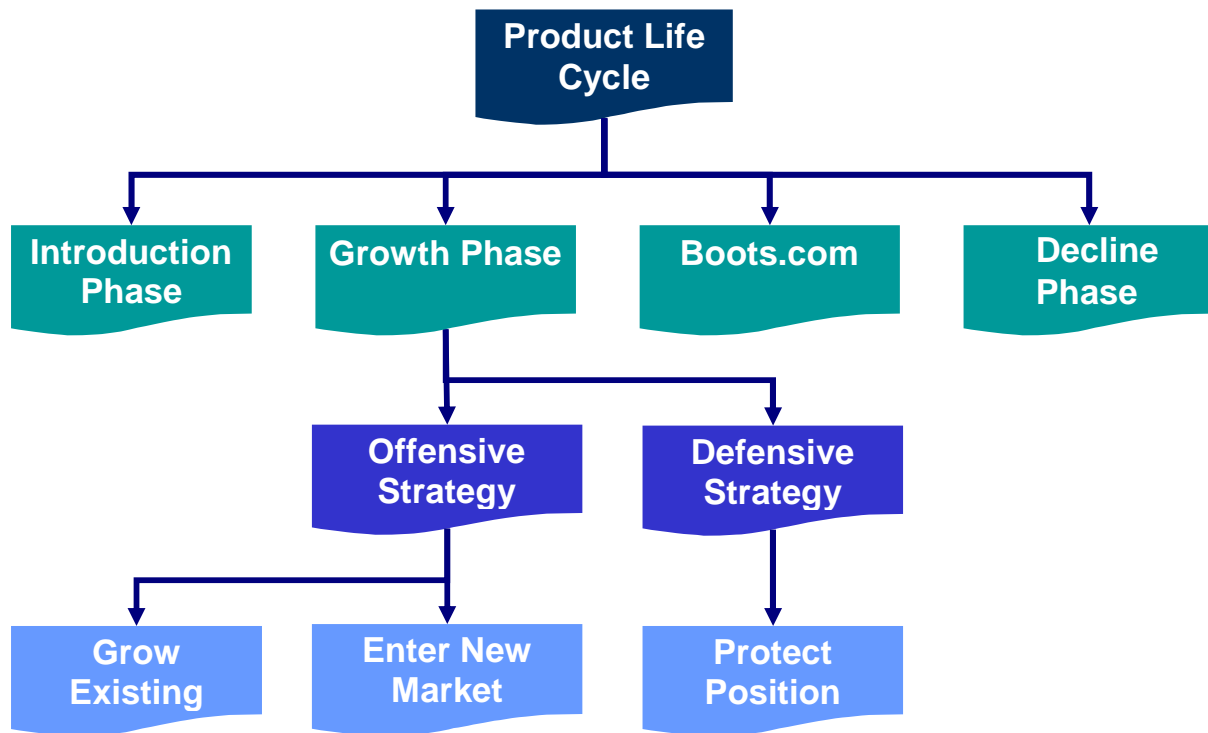 Product Life
Cycle
Introduction
Phase
Growth Phase
Boots.com
Decline
Phase
Offensive
Strategy
Defensive
Strategy
Grow
Existing
Enter New
Market
Protect
Position